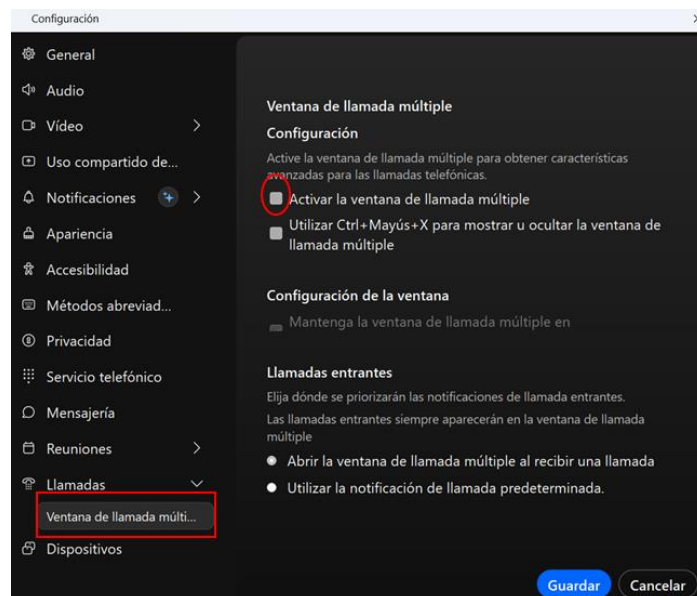 Configuración
General
Audio
Vídeo
Uso compartido de...
Notificaciones
Apariencia
Accesibilidad
Métodos abreviad...
Privacidad
Servicio telefónico
Mensajería
Reuniones
Llamadas
Ventana de llamada múlti...
Dispositivos
Ventana de llamada múltiple
Configuración
Active la ventana de llamada múltiple para obtener características
avanzadas para las llamadas telefónicas.
Activar la ventana de llamada múltiple
Utilizar Ctrl+Mayús+X para mostrar u ocultar la ventana de
llamada múltiple
Configuración de la ventana
Mantenga la ventana de llamada múltiple en
Llamadas entrantes
Elija dónde se priorizarán las notificaciones de llamada entrantes.
Las llamadas entrantes siempre aparecerán en la ventana de llamada
múltiple
Abrir la ventana de llamada múltiple al recibir una llamada
Utilizar la notificación de llamada predeterminada.
Guardar
Cancelar